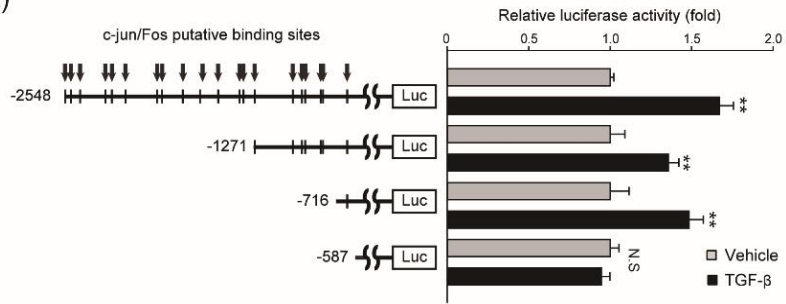 )
Relative luciferase activity (fold)
c-jun/Fos putative binding sites
0 0.5 1.0 1.5 2.0
-2548 Luc
**
-1271 Luc
**
-716 Luc
**
-587 Luc
N.S
Vehicle
TGF-β